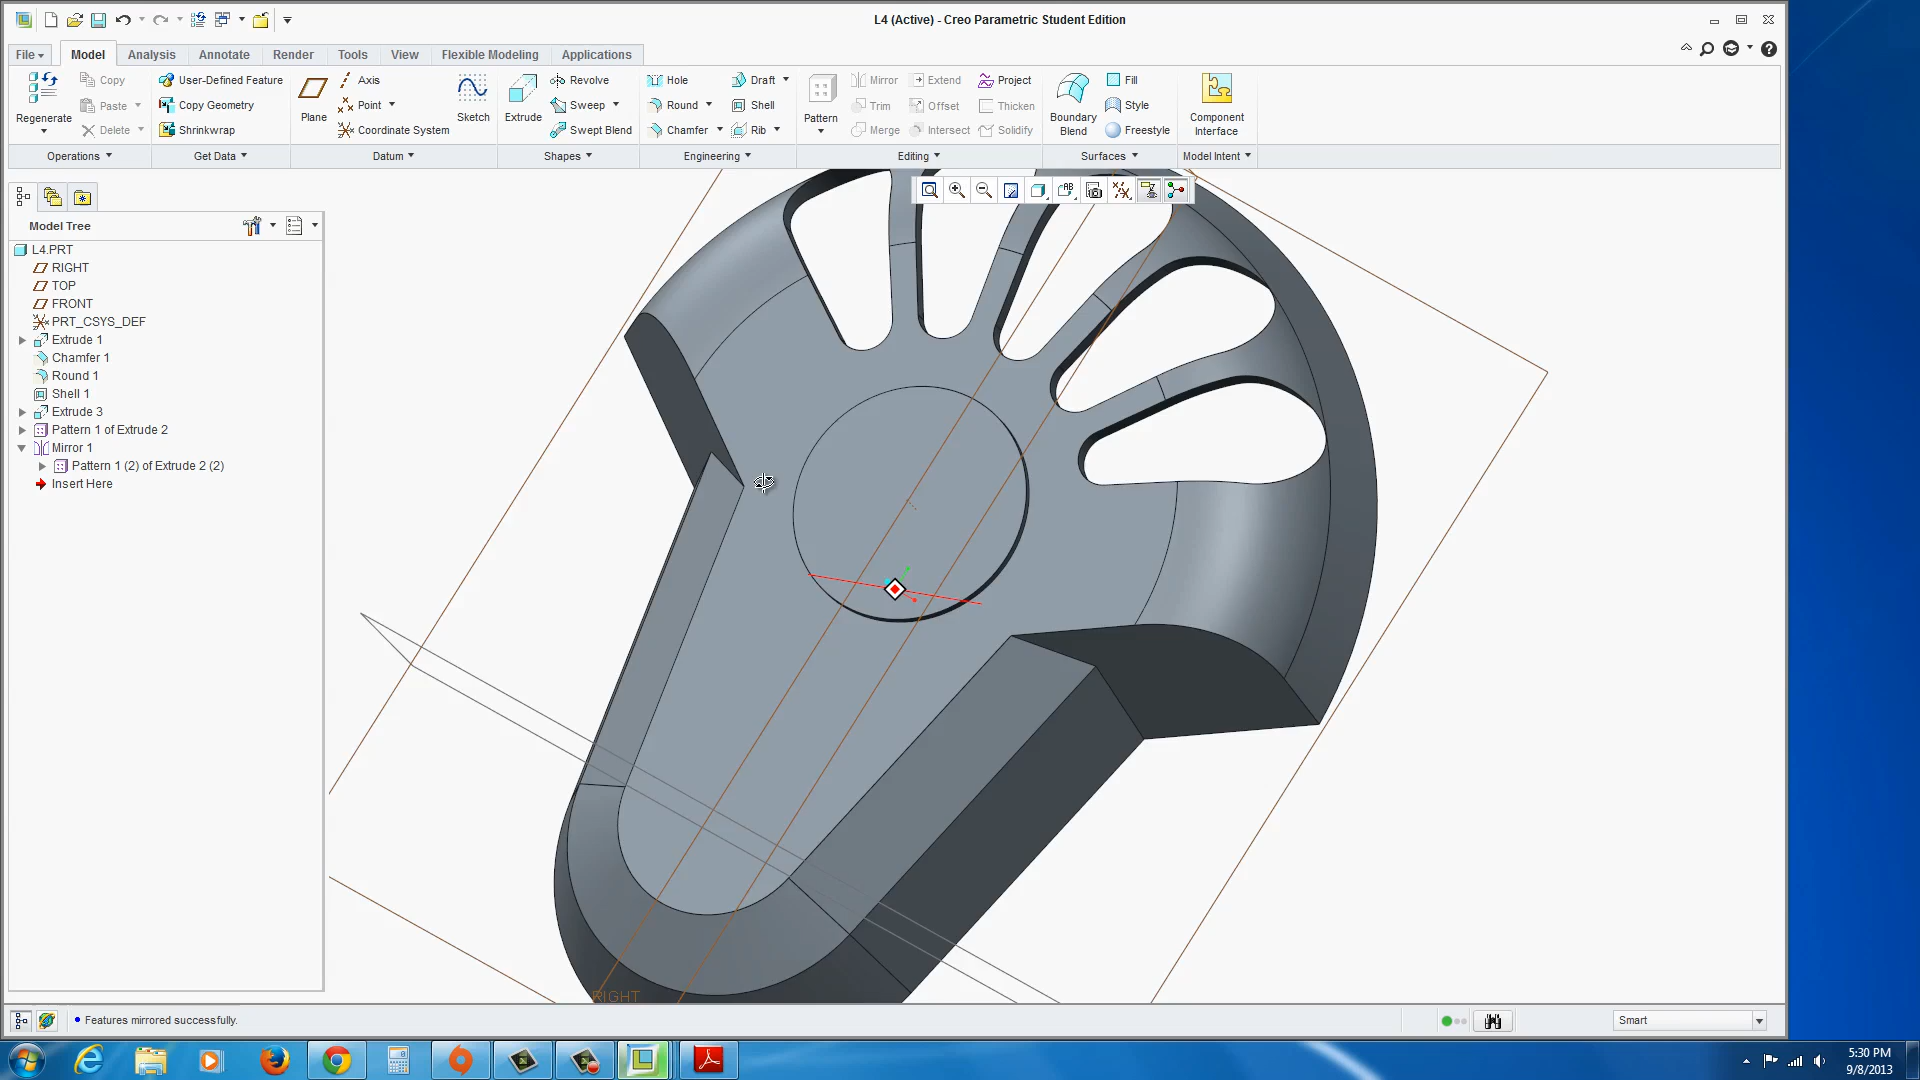 L4 (Active) - Creo Parametric Student Edition
File Model Analysis Annotate Render Tools View Flexible Modeling Applications
Regenerate
Copy
Paste
Delete
User-Defined Feature
Copy Geometry
Shrinkwrap
Plane
Axis
Point
Coordinate System
Sketch
Extrude
Revolve
Sweep
Swept Blend
Hole
Round
Chamfer
Draft
Shell
Rib
Pattern
Mirror
Trim
Merge
Extend
Offset
Intersect
Project
Thicken
Solidify
Boundary
Blend
Fill
Style
Freestyle
Component
Interface
Operations Get Data Datum Shapes Engineering Editing Surfaces Model Intent
Model Tree
L4.PRT
RIGHT
TOP
FRONT
PRT_CSYS_DEF
Extrude 1
Chamfer 1
Round 1
Shell 1
Extrude 3
Pattern 1 of Extrude 2
Mirror 1
Pattern 1 (2) of Extrude 2 (2)
Insert Here
RIGHT
Features mirrored successfully.
Smart
5:30 PM
9/8/2013